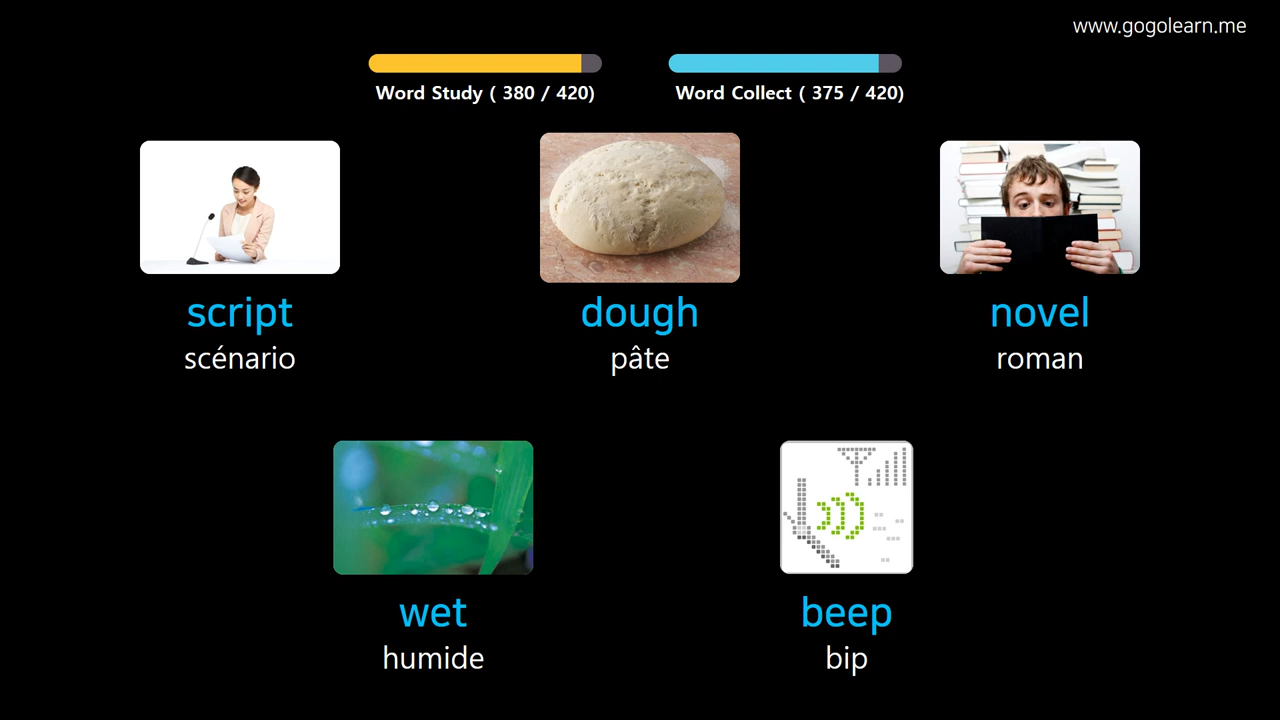 www.gogolearn.me
Word Study ( 380 / 420)
Word Collect ( 375 / 420)
script
scénario
dough
pâte
novel
roman
wet
humide
beep
bip